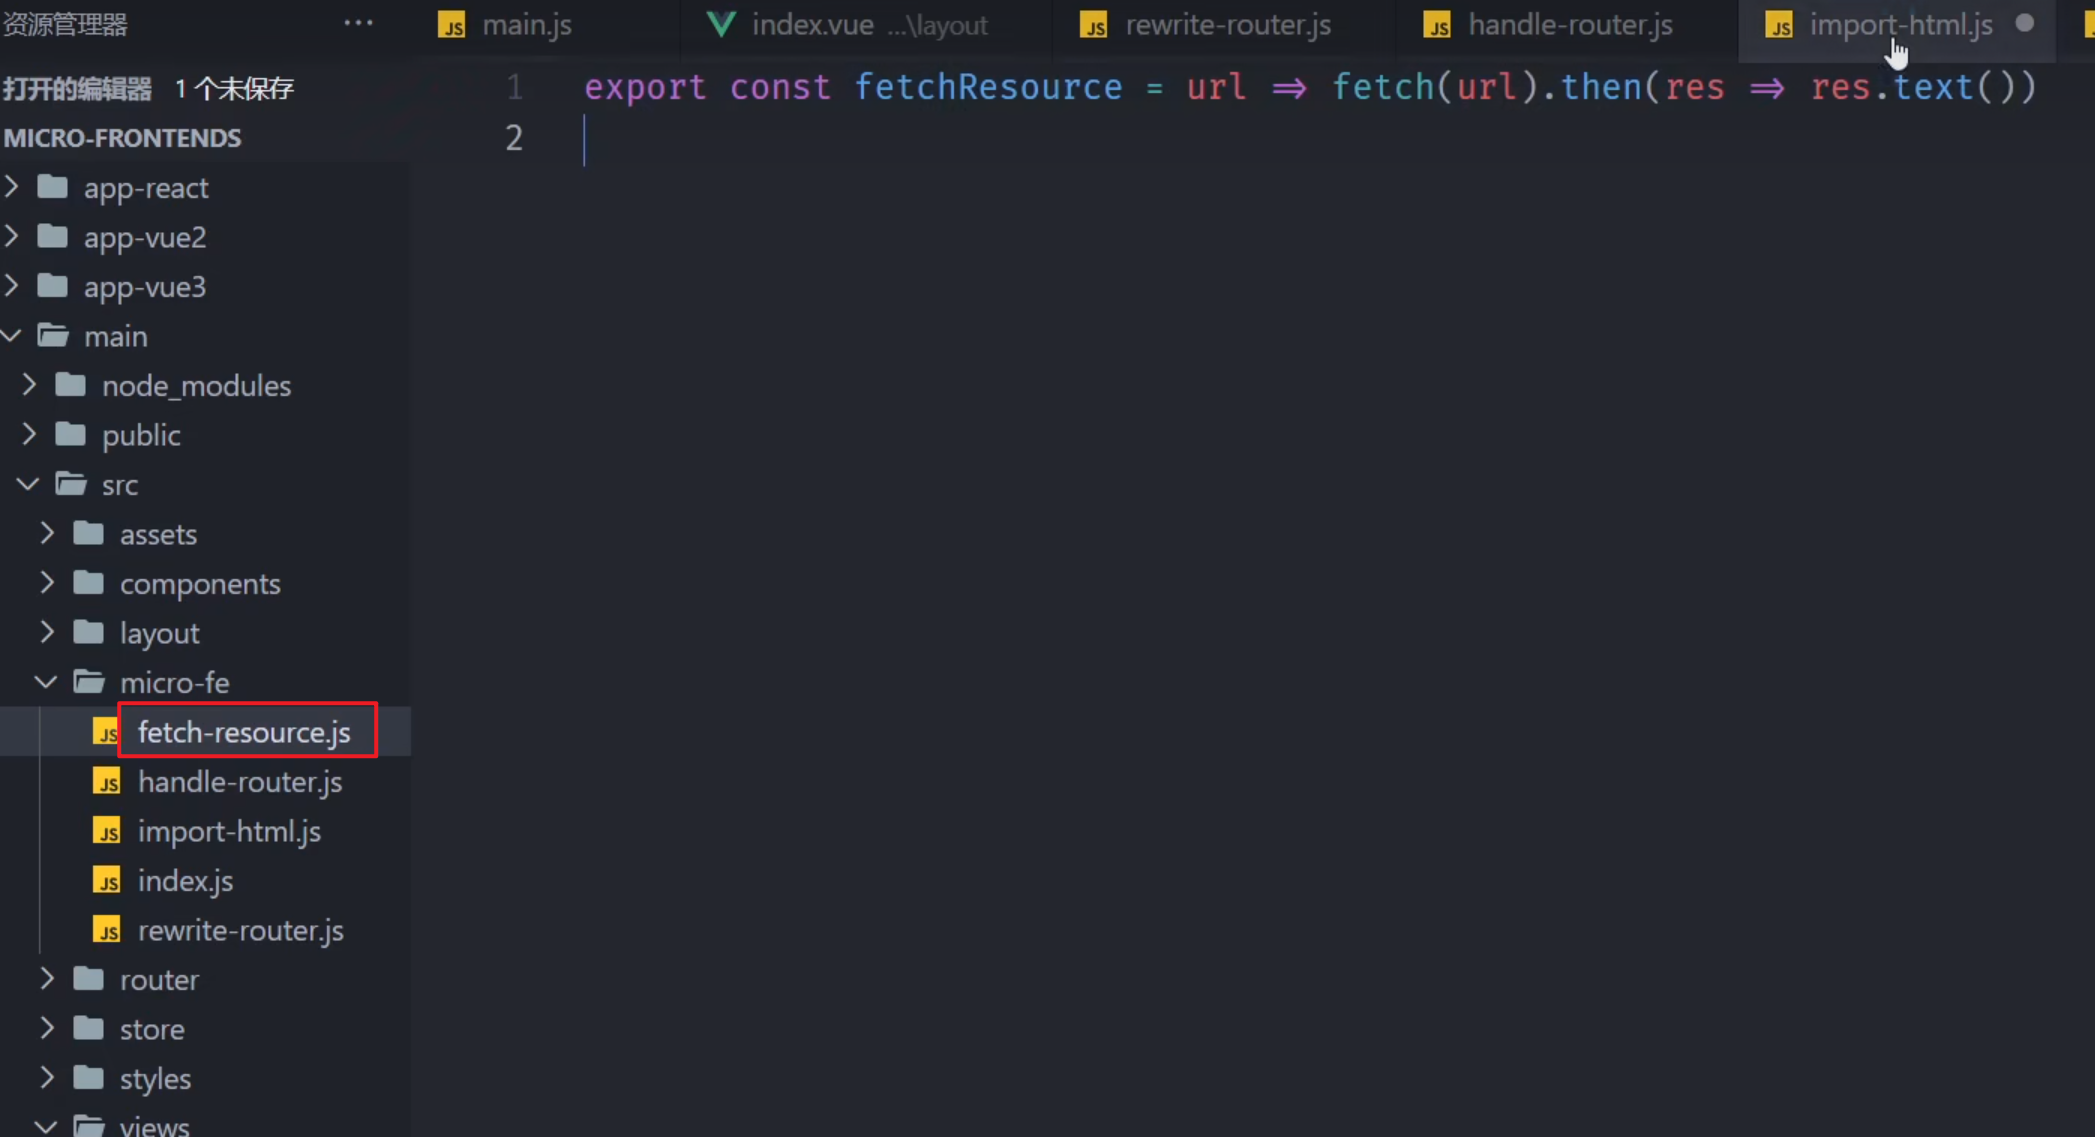 资源管理器 ···
main.js
index.vue ...\layout
rewrite-router.js
handle-router.js
import-html.js
打开的编辑器 1 个未保存
MICRO-FRONTENDS
app-react
app-vue2
app-vue3
main
node_modules
public
src
assets
components
layout
micro-fe
JS fetch-resource.js
JS handle-router.js
JS import-html.js
JS index.js
JS rewrite-router.js
router
store
styles
views
1 export const fetchResource = url ⇒ fetch(url).then(res ⇒ res.text())
2